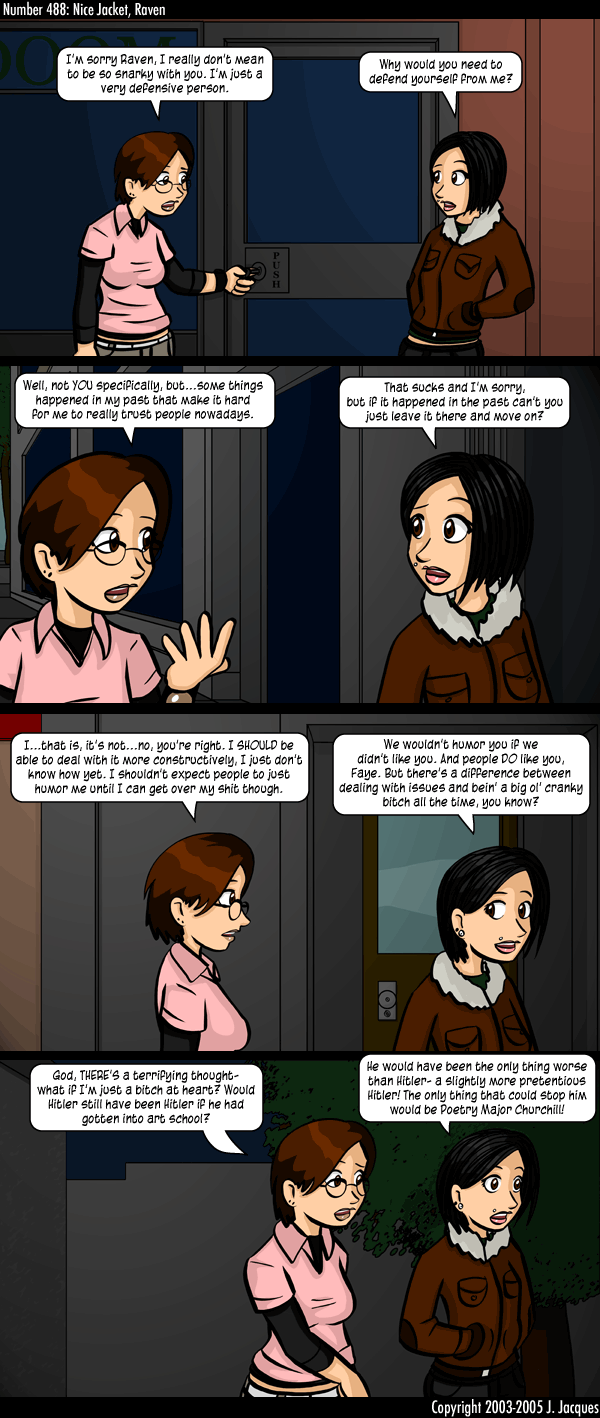 Number 488: Nice Jacket, Raven
DOOM
I'm sorry Raven, I really don't mean
to be so snarky with you. I'm just a
very defensive person.
Why would you need to
defend yourself from me?
PUSH
Well, not YOU specifically, but...some things
happened in my past that make it hard
for me to really trust people nowadays.
That sucks and I'm sorry,
but if it happened in the past can't you
just leave it there and move on?
I...that is, it's not...no, you're right. I SHOULD be
able to deal with it more constructively, I just don't
know how yet. I shouldn't expect people to just
humor me until I can get over my shit though.
We wouldn't humor you if we
didn't like you. And people DO like you,
Faye. But there's a difference between
dealing with issues and bein' a big ol' cranky
bitch all the time, you know?
God, THERE'S a terrifying thought-
what if I'm just a bitch at heart? Would
Hitler still have been Hitler if he had
gotten into art school?
He would have been the only thing worse
than Hitler- a slightly more pretentious
Hitler! The only thing that could stop him
would be Poetry Major Churchill!
Copyright 2003-2005 J. Jacques